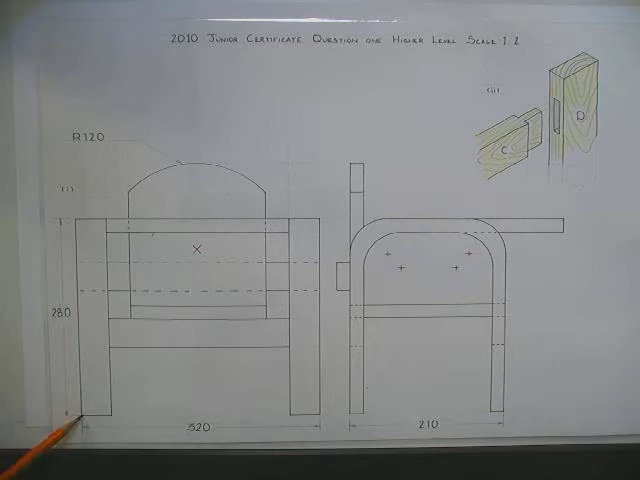 2010 Junior Certificate Question one Higher Level Scale 1:2
(ii)
R120
C
D
(i)
280
320
210